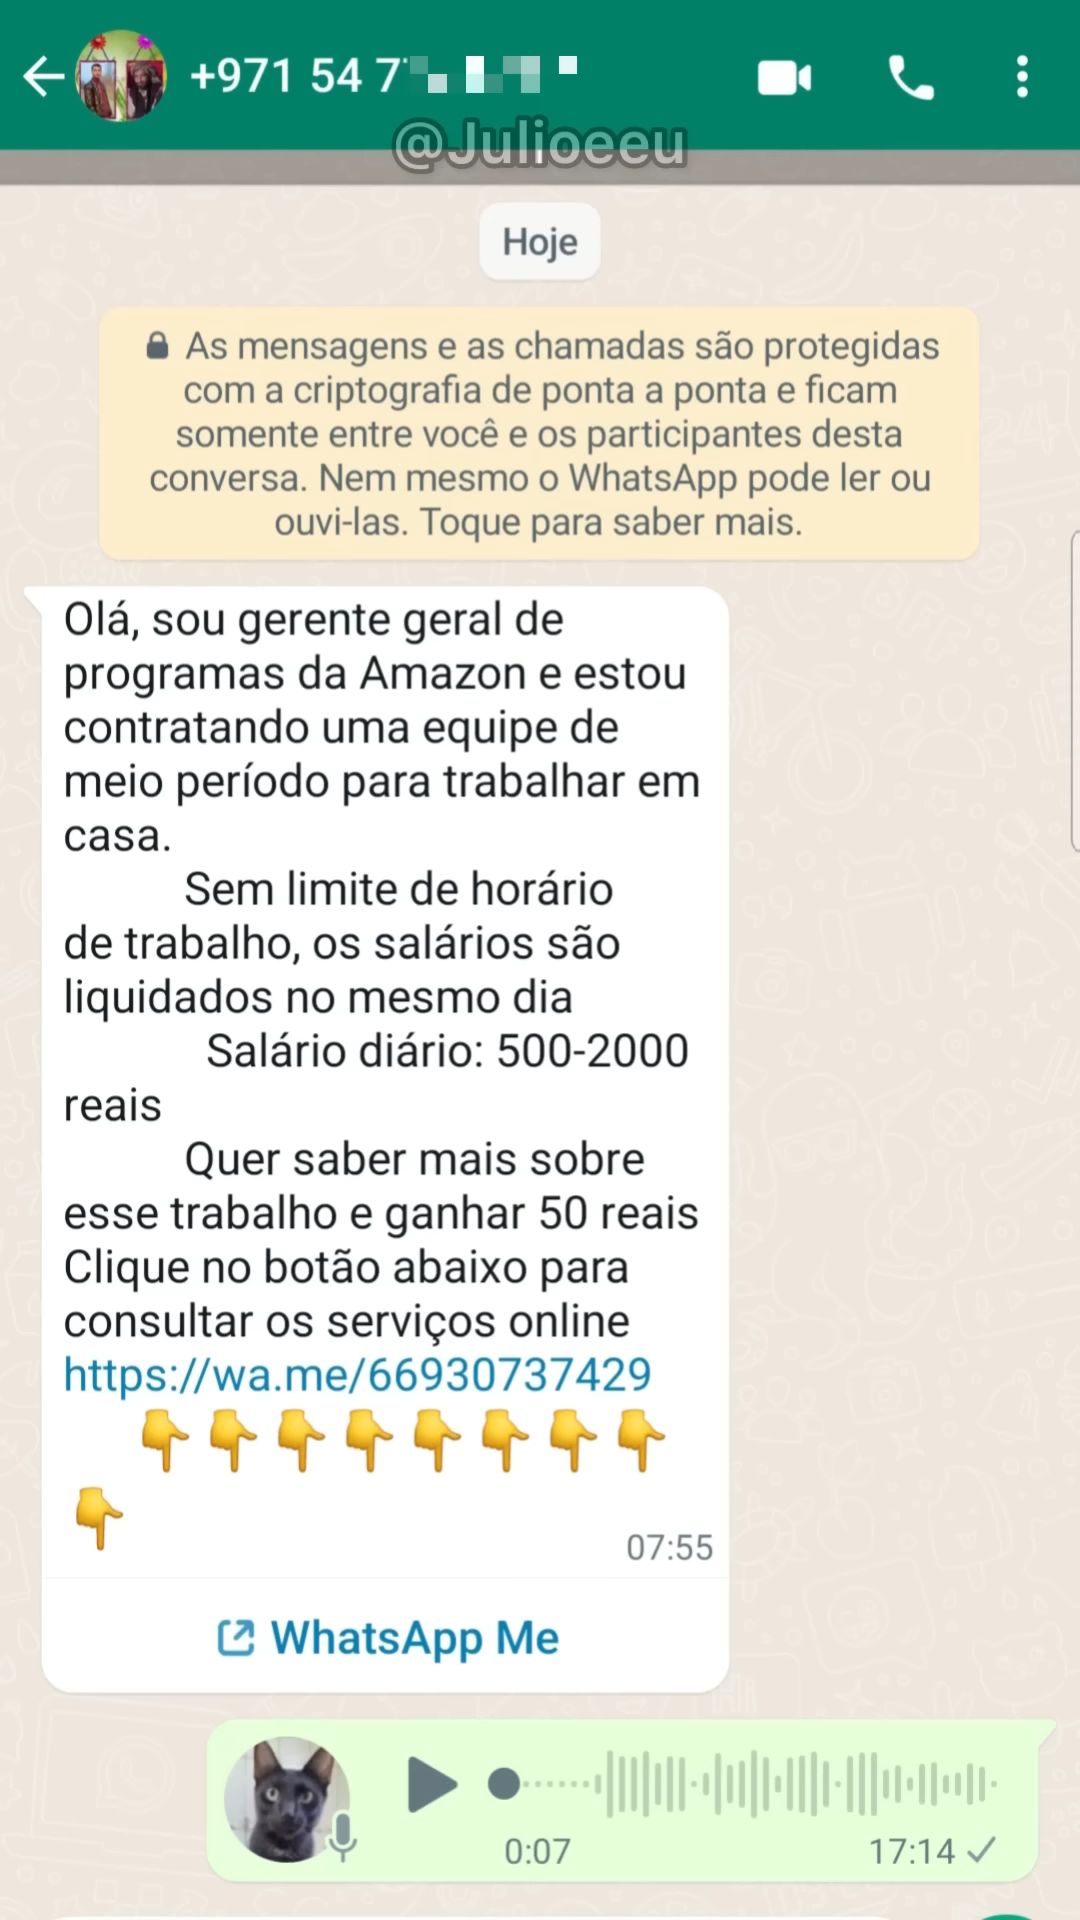 +971 54 7
@Julioeeu
Hoje
As mensagens e as chamadas são protegidas
com a criptografia de ponta a ponta e ficam
somente entre você e os participantes desta
conversa. Nem mesmo o WhatsApp pode ler ou
ouvi-las. Toque para saber mais.
Olá, sou gerente geral de
programas da Amazon e estou
contratando uma equipe de
meio período para trabalhar em
casa.
Sem limite de horário
de trabalho, os salários são
liquidados no mesmo dia
Salário diário: 500-2000
reais
Quer saber mais sobre
esse trabalho e ganhar 50 reais
Clique no botão abaixo para
consultar os serviços online
https://wa.me/66930737429
07:55
WhatsApp Me
0:07
17:14